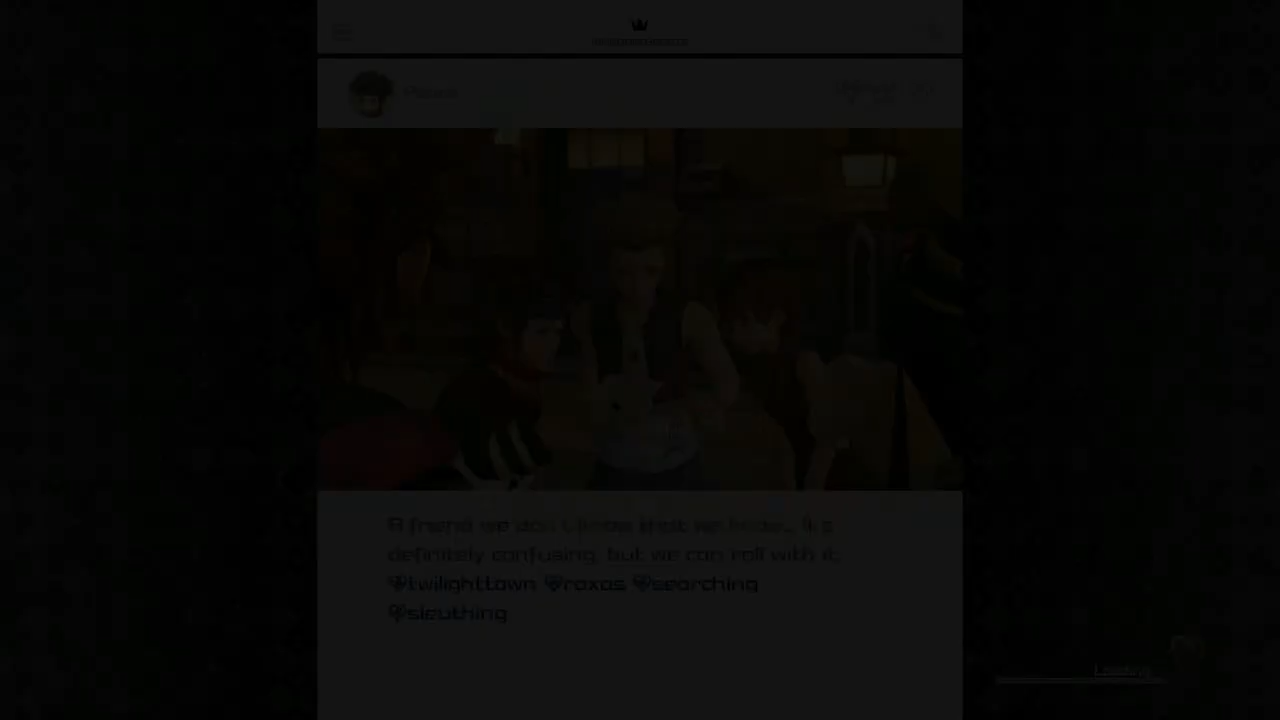 A friend we don't know that we know... It's
definitely confusing, but we can roll with it.
twilighttown roxas searching
sleuthing
Loading...